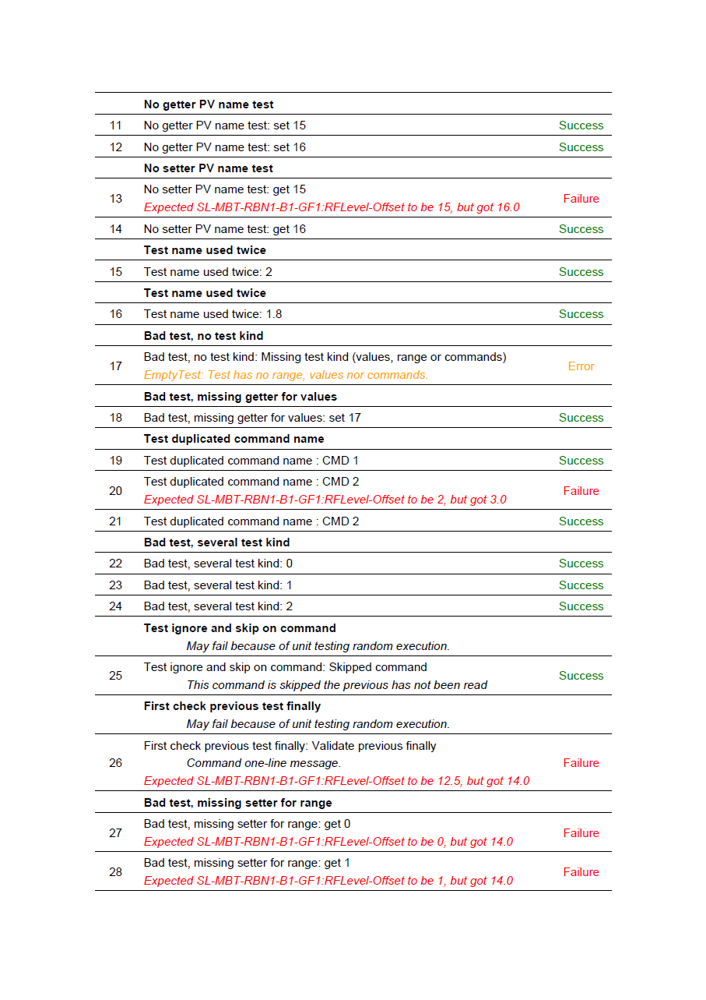 No getter PV name test
11 No getter PV name test: set 15 Success
12 No getter PV name test: set 16 Success
No setter PV name test
No setter PV name test: get 15
13 Failure
Expected SL-MBT-RBN1-B1-GF1:RFLevel-Offset to be 15, but got 16.0
14 No setter PV name test: get 16 Success
Test name used twice
15 Test name used twice: 2 Success
Test name used twice
16 Test name used twice: 1.8 Success
Bad test, no test kind
Bad test, no test kind: Missing test kind (values, range or commands)
17 Error
EmptyTest: Test has no range, values nor commands.
Bad test, missing getter for values
18 Bad test, missing getter for values: set 17 Success
Test duplicated command name
19 Test duplicated command name : CMD 1 Success
Test duplicated command name : CMD 2
20 Failure
Expected SL-MBT-RBN1-B1-GF1:RFLevel-Offset to be 2, but got 3.0
21 Test duplicated command name : CMD 2 Success
Bad test, several test kind
22 Bad test, several test kind: 0 Success
23 Bad test, several test kind: 1 Success
24 Bad test, several test kind: 2 Success
Test ignore and skip on command
May fail because of unit testing random execution.
Test ignore and skip on command: Skipped command
25 Success
This command is skipped the previous has not been read
First check previous test finally
May fail because of unit testing random execution.
First check previous test finally: Validate previous finally
26 Command one-line message. Failure
Expected SL-MBT-RBN1-B1-GF1:RFLevel-Offset to be 12.5, but got 14.0
Bad test, missing setter for range
Bad test, missing setter for range: get 0
27 Failure
Expected SL-MBT-RBN1-B1-GF1:RFLevel-Offset to be 0, but got 14.0
Bad test, missing setter for range: get 1
28 Failure
Expected SL-MBT-RBN1-B1-GF1:RFLevel-Offset to be 1, but got 14.0